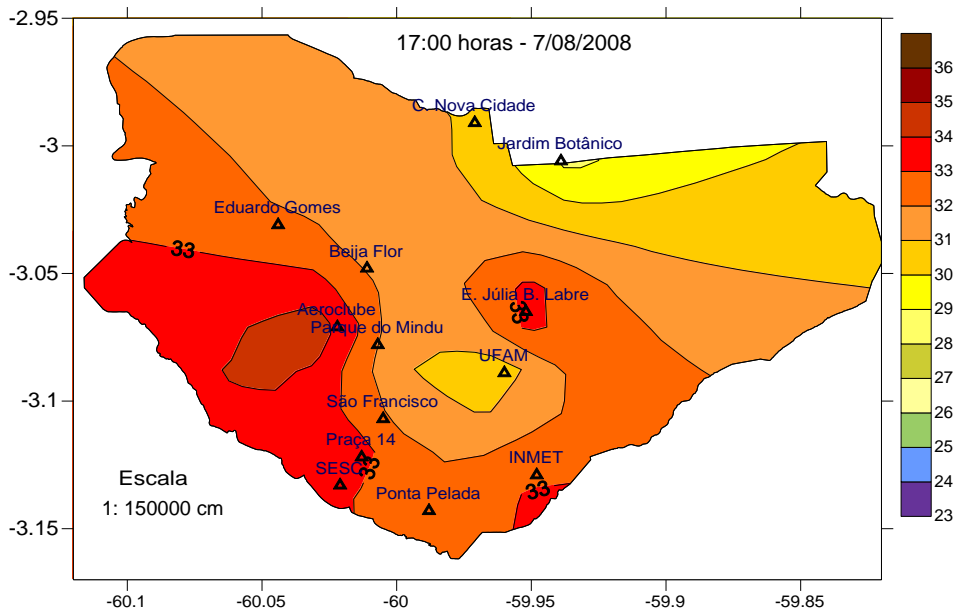 -2.95
17:00 horas - 7/08/2008
36
35
C. Nova Cidade
34
-3
Jardim Botânico
33
32
Eduardo Gomes
31
33
Beija Flor
30
-3.05
E. Júlia B. Labre
29
Aeroclube
33
Parque do Mindu
28
UFAM
27
-3.1
São Francisco
26
Praça 14
25
SESC
33
INMET
Escala
24
33
Ponta Pelada
1: 150000 cm
23
-3.15
-60.1
-60.05
-60
-59.95
-59.9
-59.85